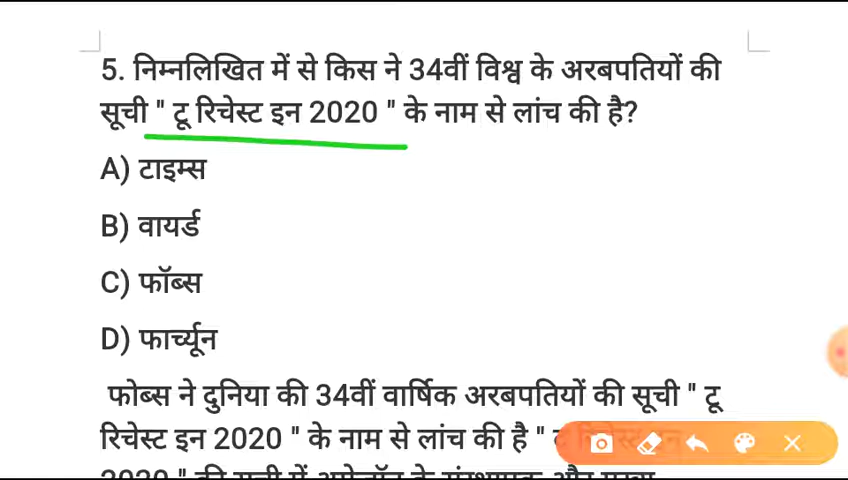 5. निम्नलिखित में से किस ने 34वीं विश्व के अरबपतियों की
सूची " टू रिचेस्ट इन 2020 " के नाम से लांच की है?
A) टाइम्स
B) वायर्ड
C) फॉब्स
D) फार्च्यून
फोब्स ने दुनिया की 34वीं वार्षिक अरबपतियों की सूची " टू
रिचेस्ट इन 2020 " के नाम से लांच की है "